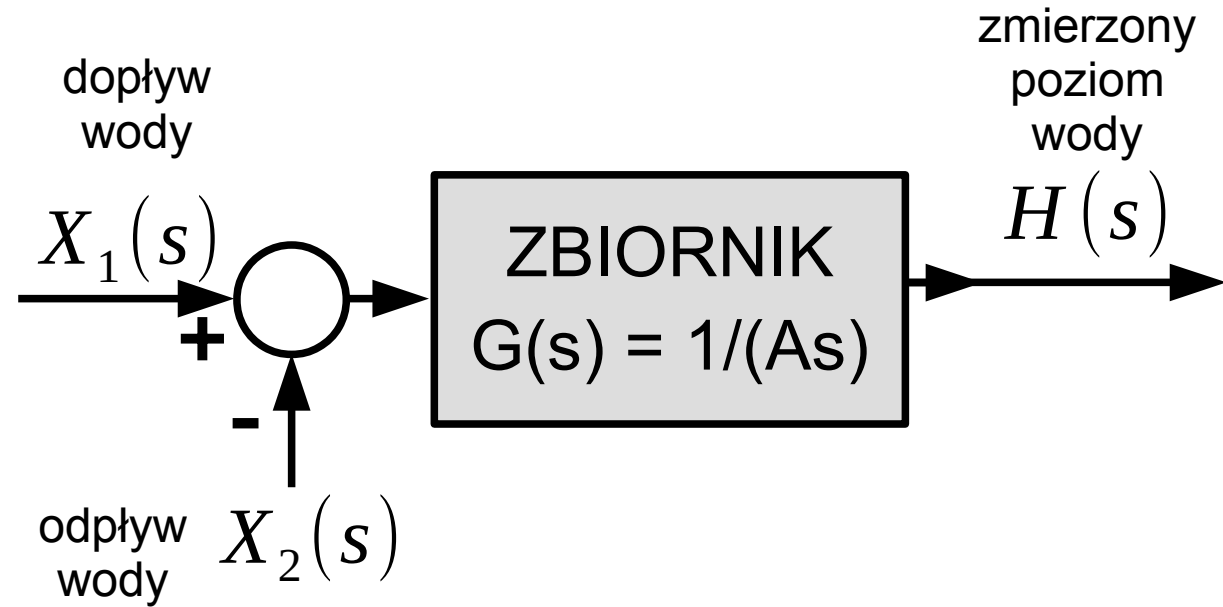 dopływ
wody
X₁(s)
+
-
odpływ
wody
X₂(s)
ZBIORNIK
G(s) = 1/(As)
zmierzony
poziom
wody
H(s)